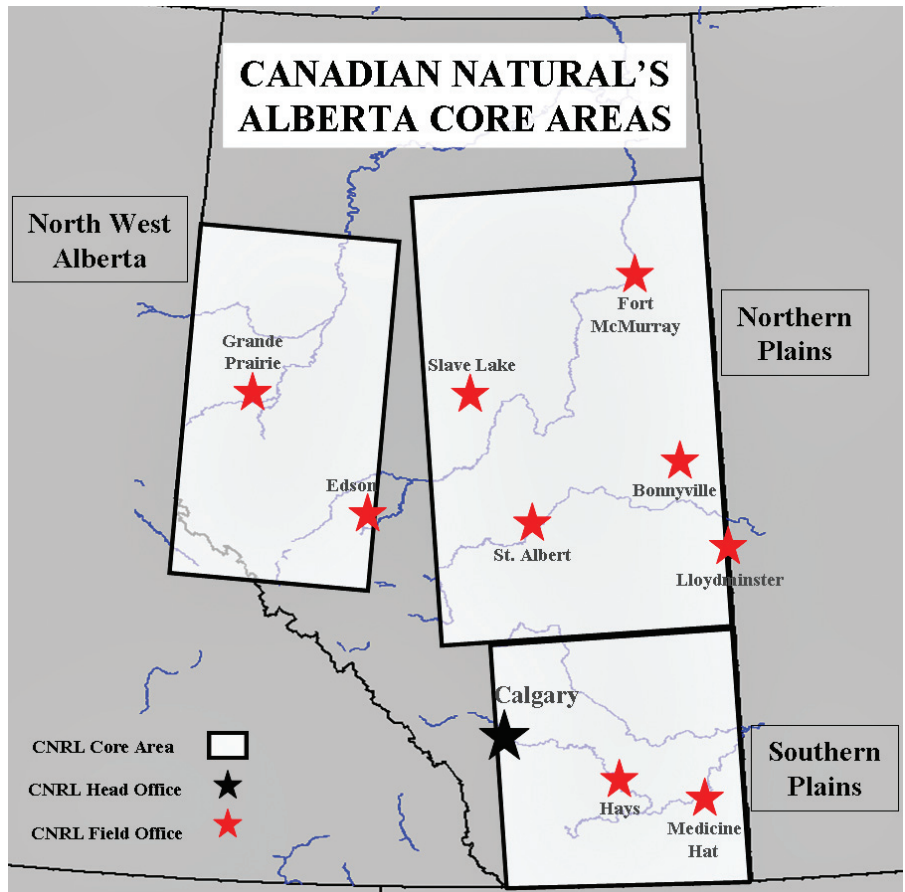 CANADIAN NATURAL'S
ALBERTA CORE AREAS
North West
Alberta
Northern
Plains
Grande
Prairie
Fort
McMurray
Slave Lake
Edson
Bonnyville
St. Albert
Lloydminster
Calgary
Hays
Medicine
Hat
Southern
Plains
CNRL Core Area
CNRL Head Office
CNRL Field Office